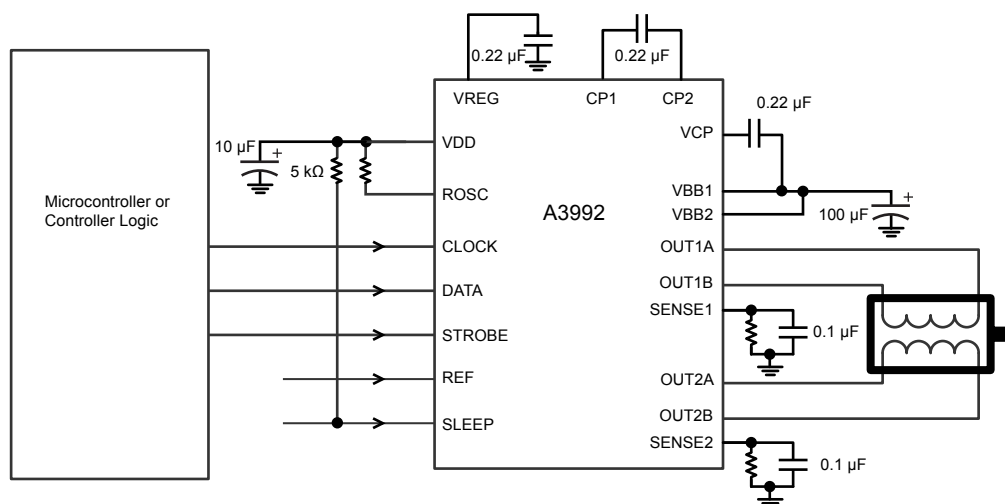 0.22 µF
0.22 µF
VREG
CP1
CP2
0.22 µF
VCP
10 µF
+
VDD
5 kΩ
ROSC
Microcontroller or
Controller Logic
A3992
VBB1
VBB2
+
100 µF
CLOCK
OUT1A
DATA
OUT1B
SENSE1
STROBE
0.1 µF
REF
OUT2A
SLEEP
OUT2B
SENSE2
0.1 µF